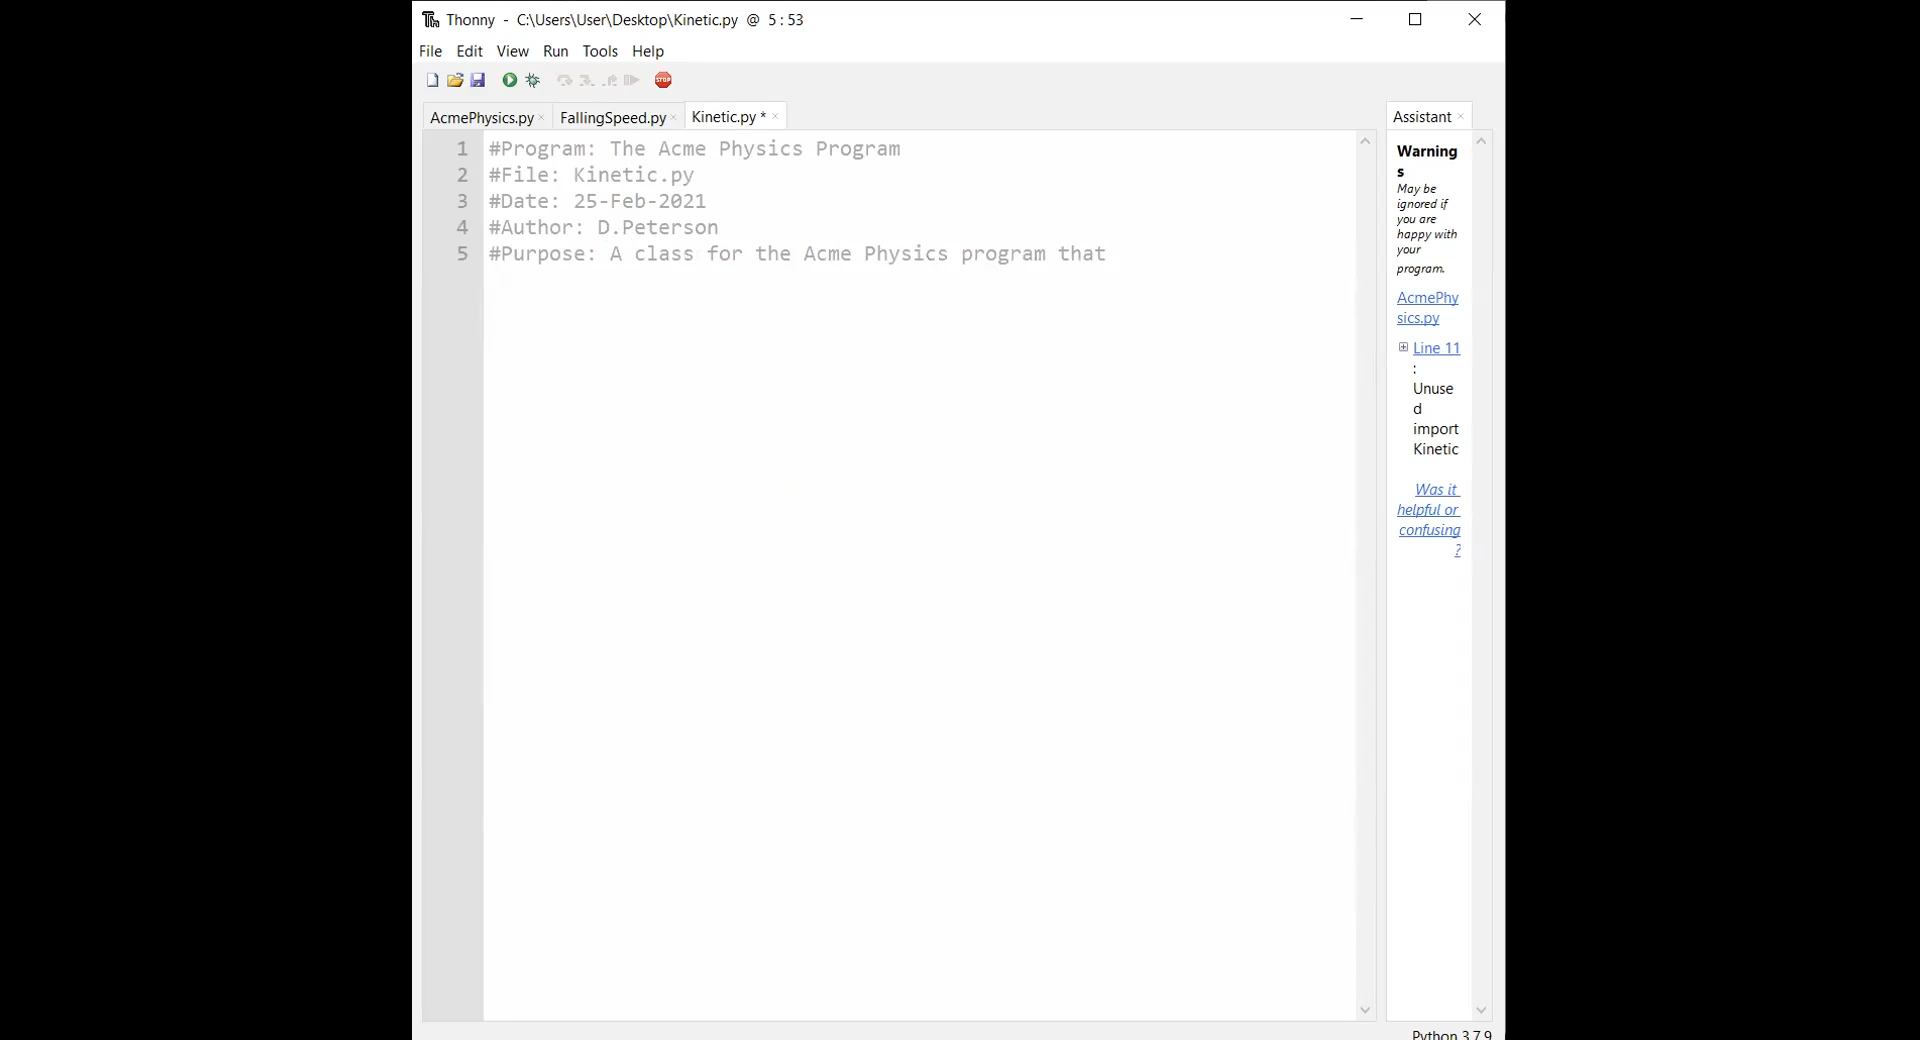 Thonny - C:\Users\User\Desktop\Kinetic.py @ 5:53
File Edit View Run Tools Help
STOP
AcmePhysics.py × FallingSpeed.py × Kinetic.py * ×
1 #Program: The Acme Physics Program
2 #File: Kinetic.py
3 #Date: 25-Feb-2021
4 #Author: D.Peterson
5 #Purpose: A class for the Acme Physics program that
Assistant ×
Warning
s
May be
ignored if
you are
happy with
your
program.
AcmePhy
sics.py
Line 11
:
Unuse
d
import
Kinetic
Was it
helpful or
confusing
?
Python 3.7.9